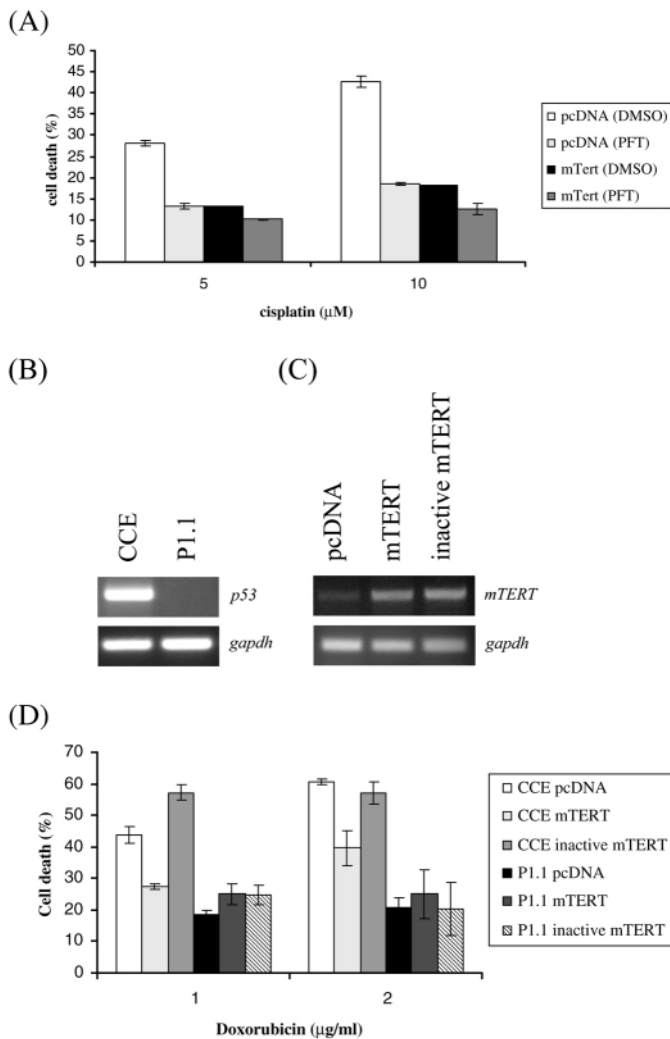 (A)
50
45
40
35
30
25
20
15
10
5
0
cell death (%)
5
10
cisplatin (μM)
pcDNA (DMSO)
pcDNA (PFT)
mTert (DMSO)
mTert (PFT)
(B)
CCE
P1.1
p53
gapdh
(C)
pcDNA
mTERT
inactive mTERT
mTERT
gapdh
(D)
70
60
50
40
30
20
10
0
Cell death (%)
1
2
Doxorubicin (μg/ml)
CCE pcDNA
CCE mTERT
CCE inactive mTERT
P1.1 pcDNA
P1.1 mTERT
P1.1 inactive mTERT